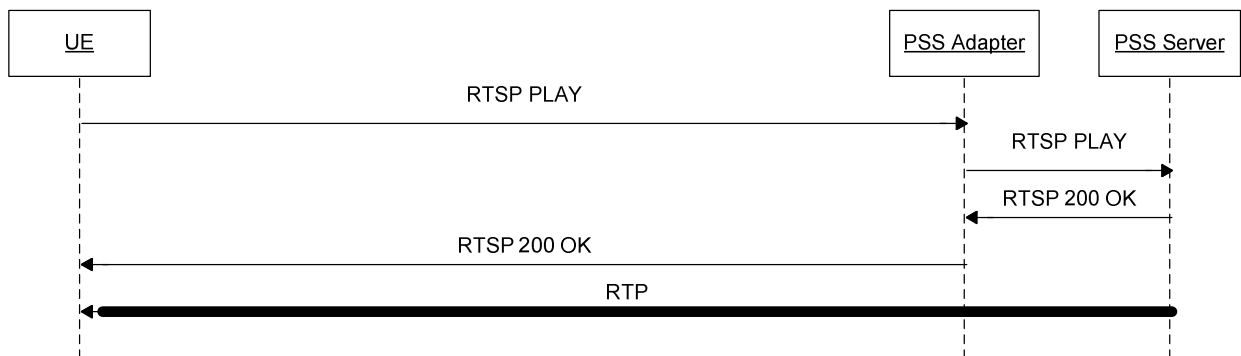 UE
PSS Adapter
PSS Server
RTSP PLAY
RTSP PLAY
RTSP 200 OK
RTSP 200 OK
RTP